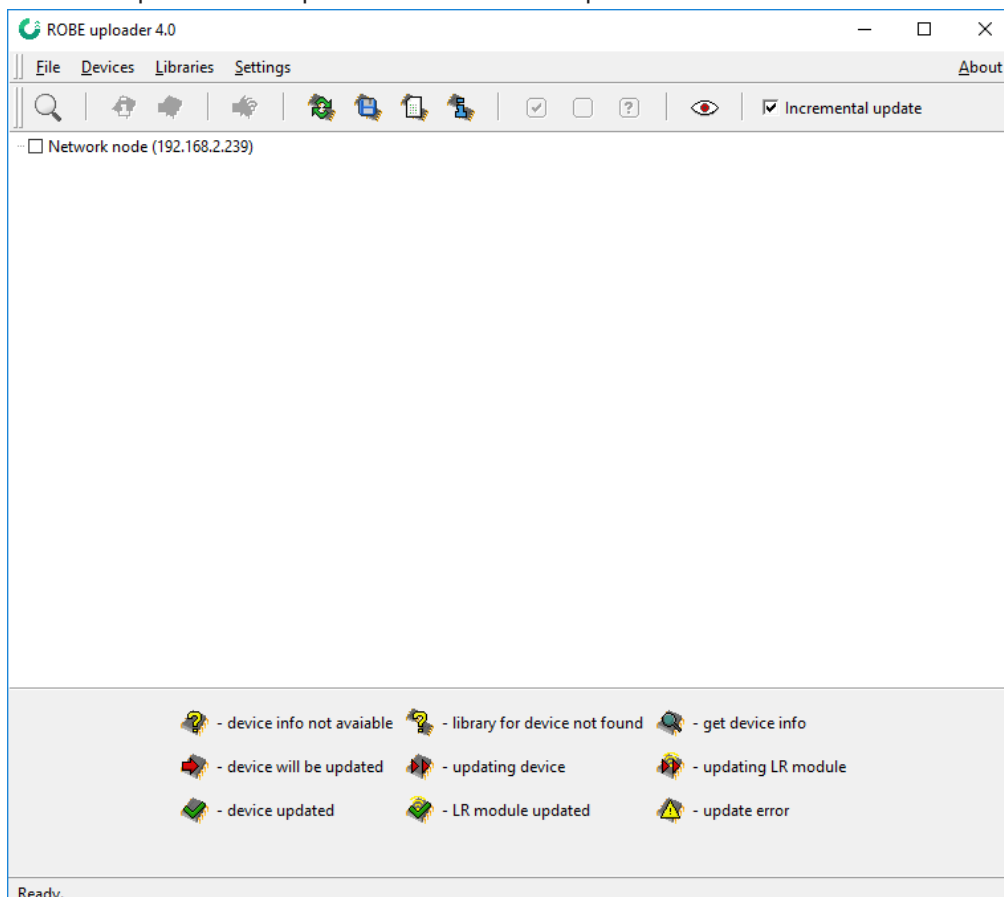 ROBE uploader 4.0
File Devices Libraries Settings About
Incremental update
Network node (192.168.2.239)
- device info not avaiable - library for device not found - get device info
- device will be updated - updating device - updating LR module
- device updated - LR module updated - update error
Ready.